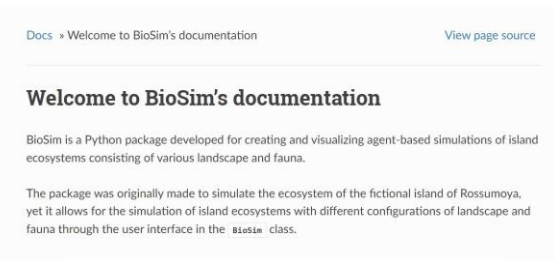 Docs » Welcome to BioSim's documentation View page source
Welcome to BioSim's documentation
BioSim is a Python package developed for creating and visualizing agent-based simulations of island
ecosystems consisting of various landscape and fauna.
The package was originally made to simulate the ecosystem of the fictional island of Rossumoya,
yet it allows for the simulation of island ecosystems with different configurations of landscape and
fauna through the user interface in the BioSim class.